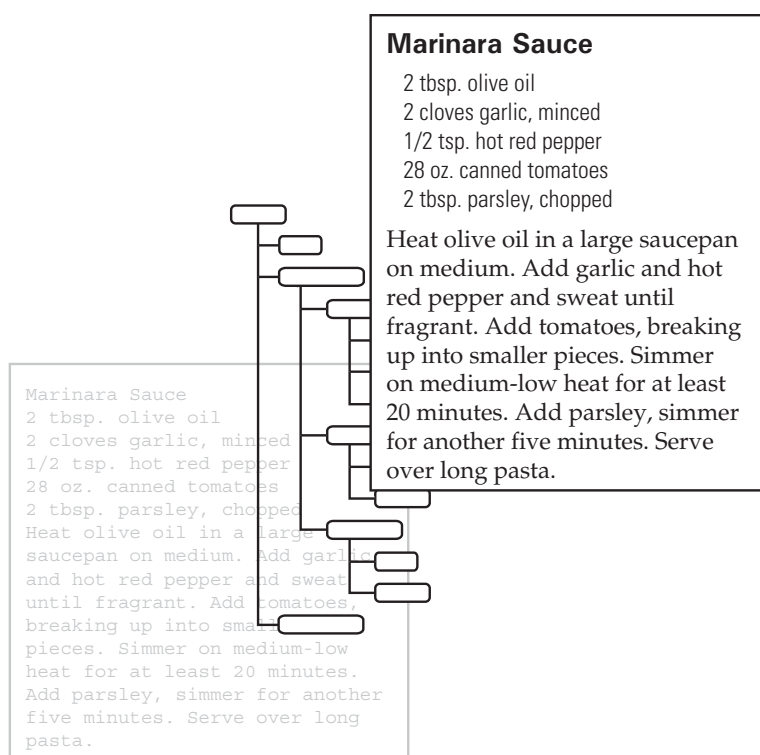 Marinara Sauce
2 tbsp. olive oil
2 cloves garlic, minced
1/2 tsp. hot red pepper
28 oz. canned tomatoes
2 tbsp. parsley, chopped
Heat olive oil in a large saucepan
on medium. Add garlic and hot
red pepper and sweat until
fragrant. Add tomatoes, breaking
up into smaller pieces. Simmer
on medium-low heat for at least
20 minutes. Add parsley, simmer
for another five minutes. Serve
over long pasta.
Marinara Sauce
2 tbsp. olive oil
2 cloves garlic, minced
1/2 tsp. hot red pepper
28 oz. canned tomatoes
2 tbsp. parsley, chopped
Heat olive oil in a large
saucepan on medium. Add garlic
and hot red pepper and sweat
until fragrant. Add tomatoes,
breaking up into smaller
pieces. Simmer on medium-low
heat for at least 20 minutes.
Add parsley, simmer for another
five minutes. Serve over long
pasta.